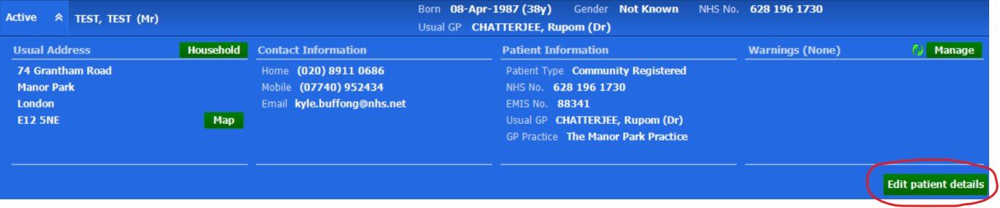 Active TEST, TEST (Mr) Born 08-Apr-1987 (38y) Gender Not Known NHS No. 628 196 1730
Usual GP CHATTERJEE, Rupom (Dr)
Usual Address Household
74 Grantham Road
Manor Park
London
E12 5NE Map
Contact Information
Home (020) 8911 0686
Mobile (07740) 952434
Email kyle.buffong@nhs.net
Patient Information
Patient Type Community Registered
NHS No. 628 196 1730
EMIS No. 88341
Usual GP CHATTERJEE, Rupom (Dr)
GP Practice The Manor Park Practice
Warnings (None) Manage
Edit patient details